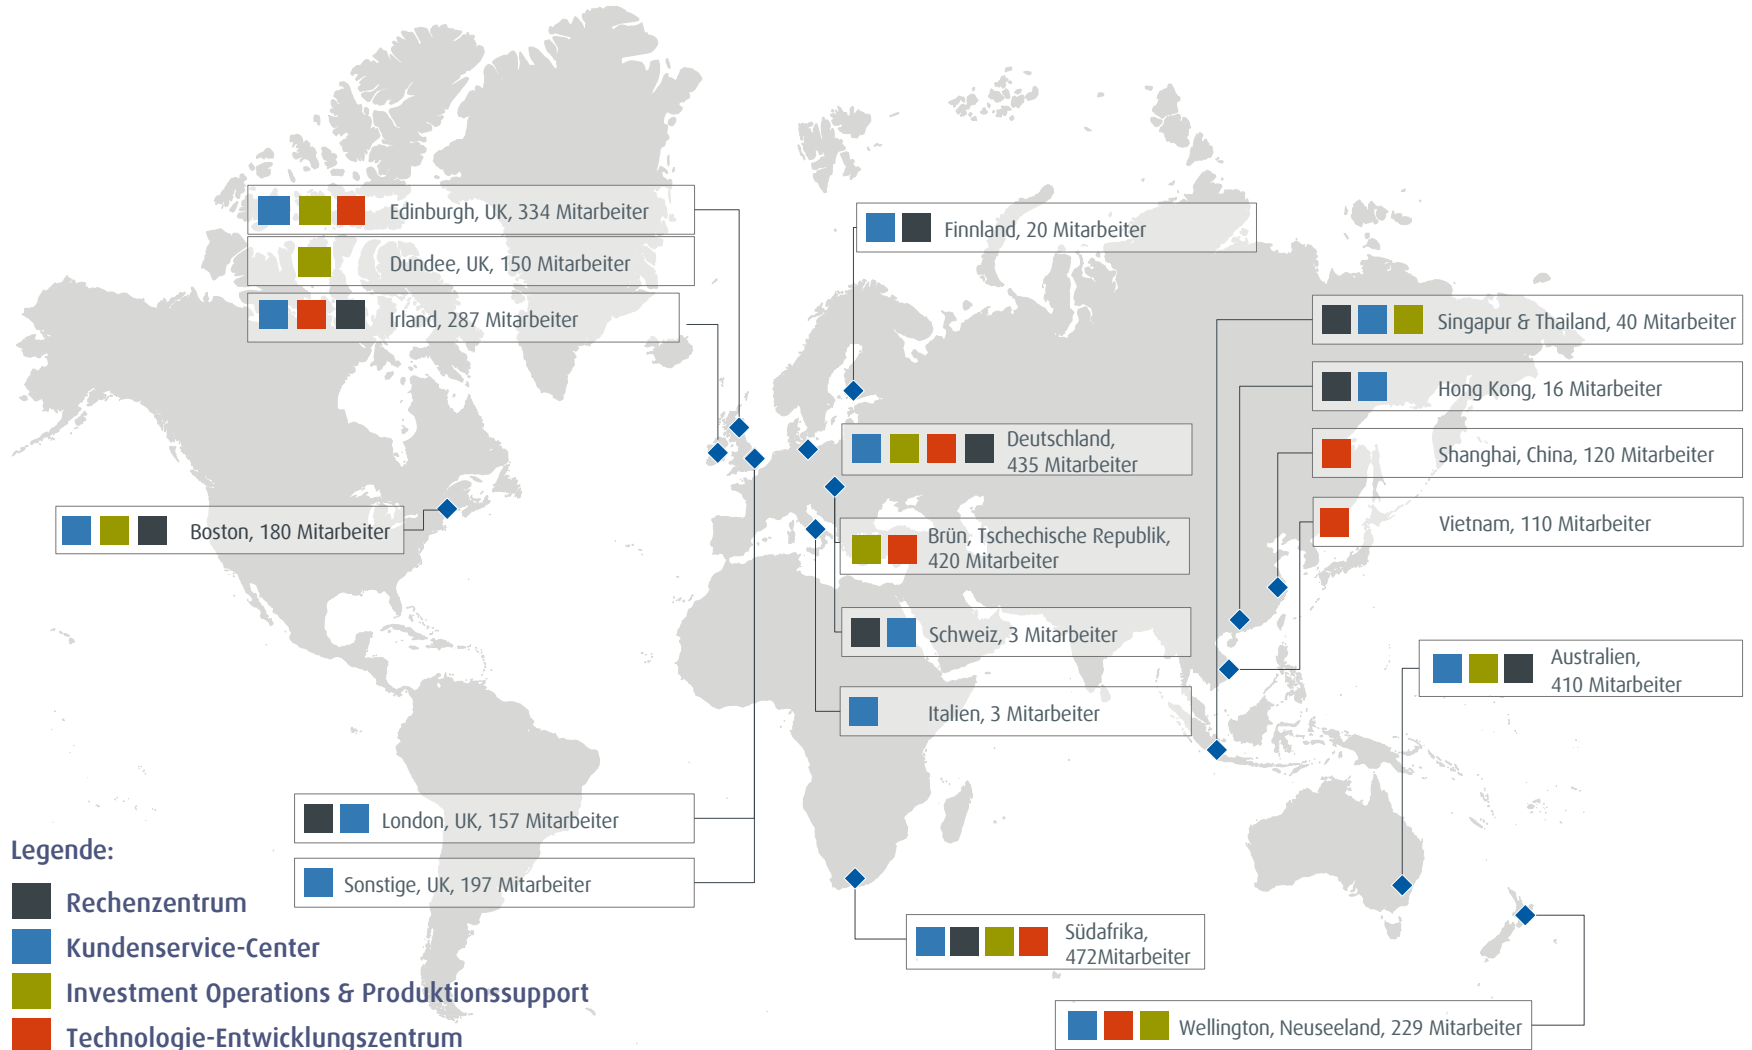 Edinburgh, UK, 334 Mitarbeiter
Dundee, UK, 150 Mitarbeiter
Irland, 287 Mitarbeiter
Finnland, 20 Mitarbeiter
Singapur & Thailand, 40 Mitarbeiter
Hong Kong, 16 Mitarbeiter
Shanghai, China, 120 Mitarbeiter
Vietnam, 110 Mitarbeiter
Deutschland,
435 Mitarbeiter
Boston, 180 Mitarbeiter
Brün, Tschechische Republik,
420 Mitarbeiter
Schweiz, 3 Mitarbeiter
Italien, 3 Mitarbeiter
Australien,
410 Mitarbeiter
London, UK, 157 Mitarbeiter
Sonstige, UK, 197 Mitarbeiter
Südafrika,
472Mitarbeiter
Wellington, Neuseeland, 229 Mitarbeiter
Legende:
Rechenzentrum
Kundenservice-Center
Investment Operations & Produktionssupport
Technologie-Entwicklungszentrum